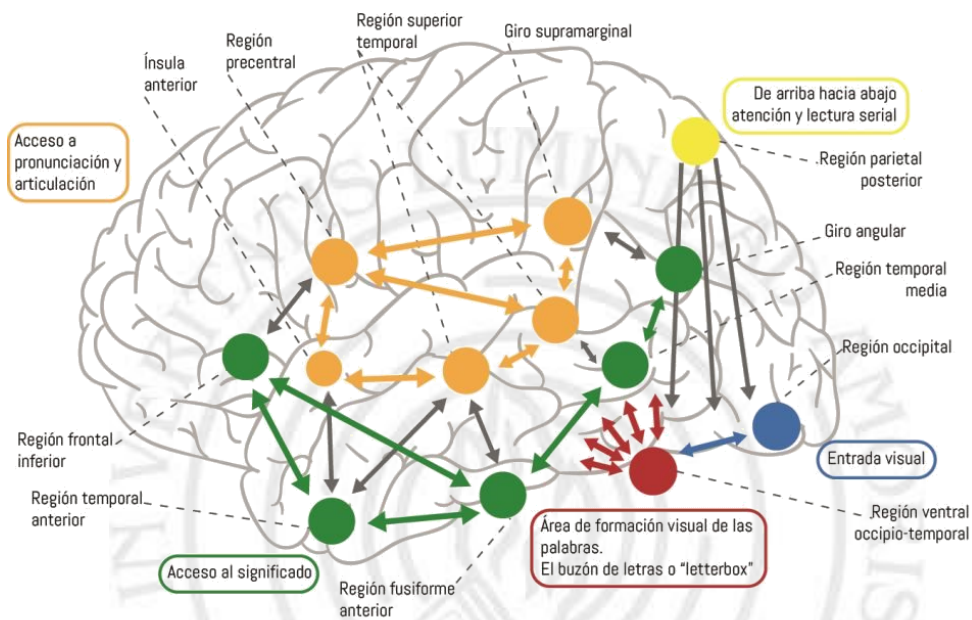 Región superior
temporal
Giro supramarginal
Región
precentral
Ínsula
anterior
De arriba hacia abajo
atención y lectura serial
Acceso a
pronunciación y
articulación
Región parietal
posterior
Giro angular
Región temporal
media
Región occipital
Región frontal
inferior
Entrada visual
Región temporal
anterior
Región ventral
occipio-temporal
Área de formación visual de las
palabras.
El buzón de letras o "letterbox"
Acceso al significado
Región fusiforme
anterior